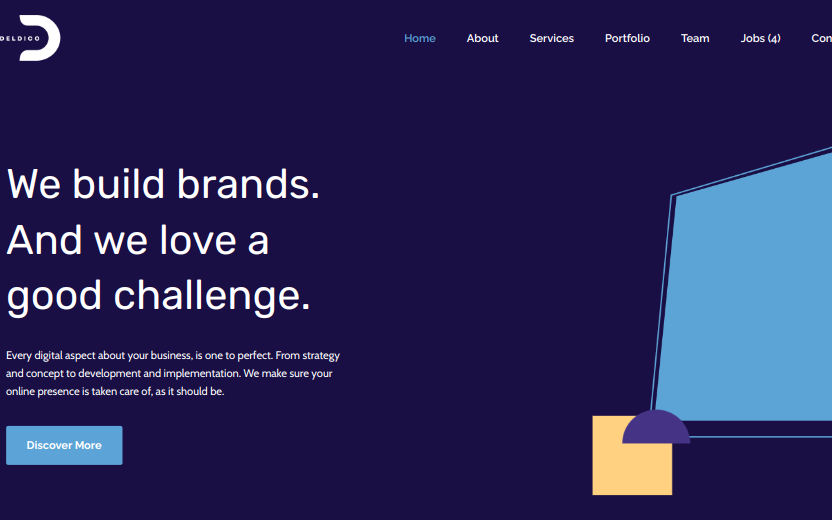 DELDICO
Home About Services Portfolio Team Jobs (4)
We build brands.
And we love a
good challenge.
Every digital aspect about your business, is one to perfect. From strategy
and concept to development and implementation. We make sure your
online presence is taken care of, as it should be.
Discover More